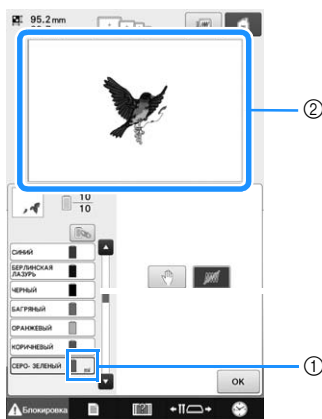 95.2 mm
10
10
СИНИЙ
БЕРЛИНСКАЯ
ЛАЗУРЬ
ЧЕРНЫЙ
БАГРЯНЫЙ
ОРАНЖЕВЫЙ
КОРИЧНЕВЫЙ
СЕРО- ЗЕЛЕНЫЙ
OK
Блокировка
②
①